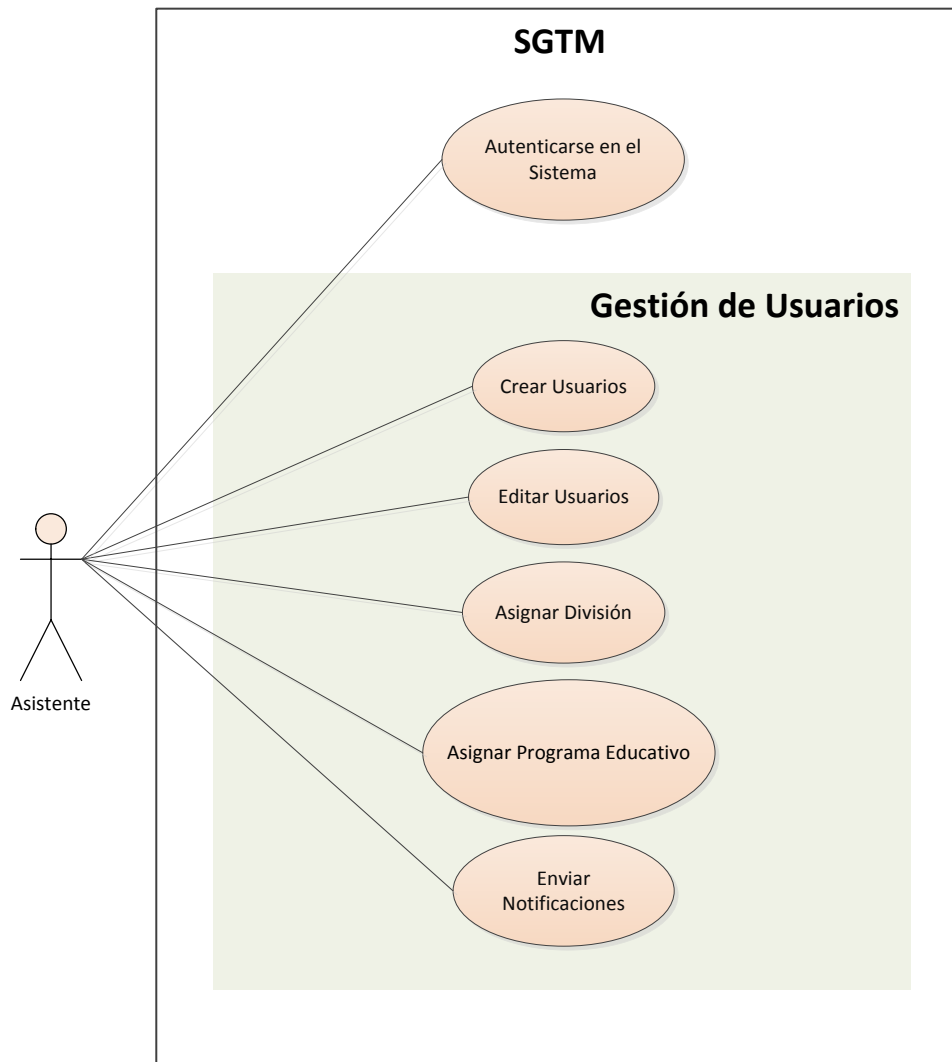 SGTM
Autenticarse en el
Sistema
Gestión de Usuarios
Crear Usuarios
Editar Usuarios
Asignar División
Asistente
Asignar Programa Educativo
Enviar
Notificaciones